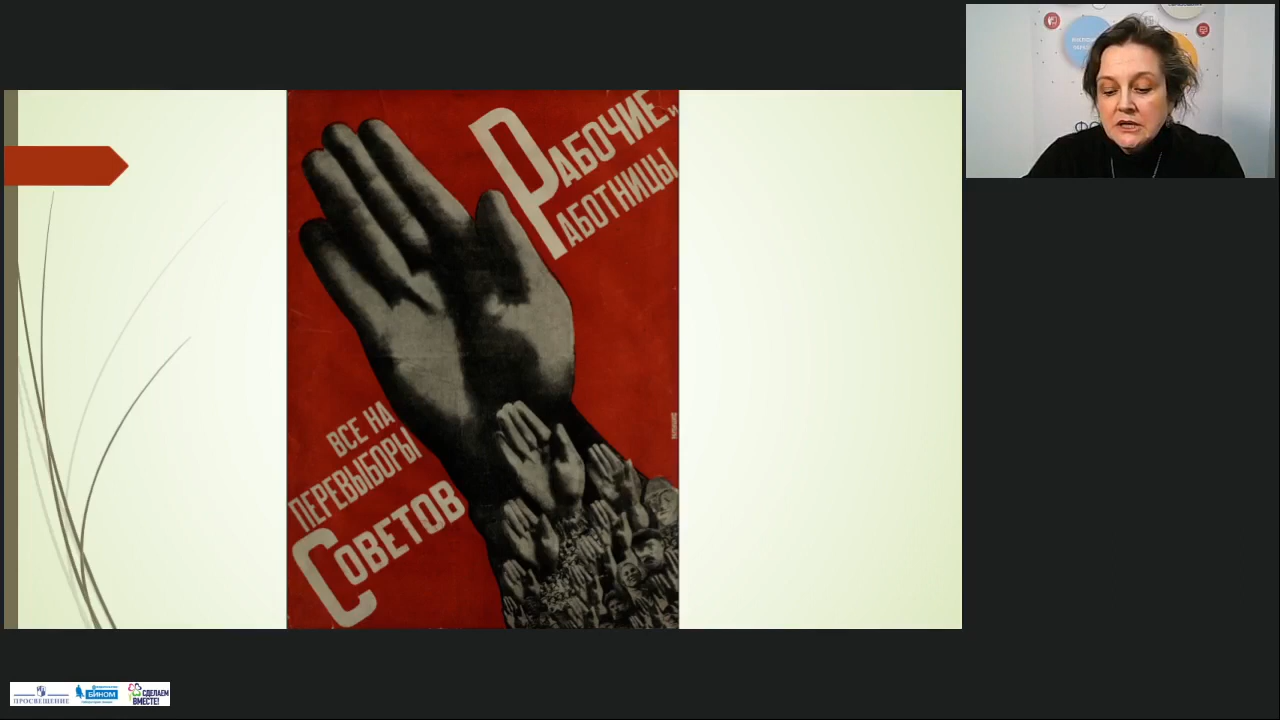 РАБОЧИЕ И
РАБОТНИЦЫ
ВСЕ НА
ПЕРЕВЫБОРЫ
СОВЕТОВ
ПРОСВЕЩЕНИЕ
БИНОМ
СДЕЛАЕМ
ВМЕСТЕ!